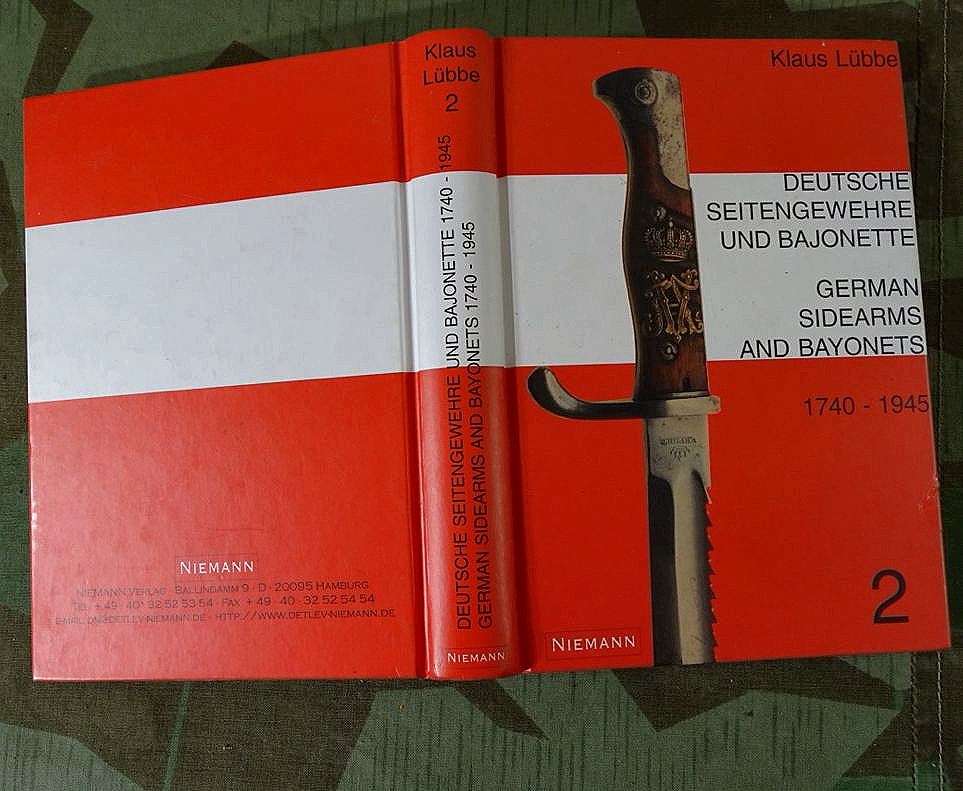 NIEMANN
NIEMANN VERLAG · BALLINDAMM 9 · D · 20095 HAMBURG
TEL + 49 · 40 · 32 52 53 54 · FAX + 49 · 40 · 32 52 54 54
E-MAIL DN@DETLEV-NIEMANN.DE · HTTP://WWW.DETLEV-NIEMANN.DE
Klaus
Lübbe
2
DEUTSCHE SEITENGEWEHRE UND BAJONETTE 1740 - 1945
GERMAN SIDEARMS AND BAYONETS 1740 - 1945
NIEMANN
Klaus Lübbe
DEUTSCHE
SEITENGEWEHRE
UND BAJONETTE
GERMAN
SIDEARMS
AND BAYONETS
1740 - 1945
2
NIEMANN